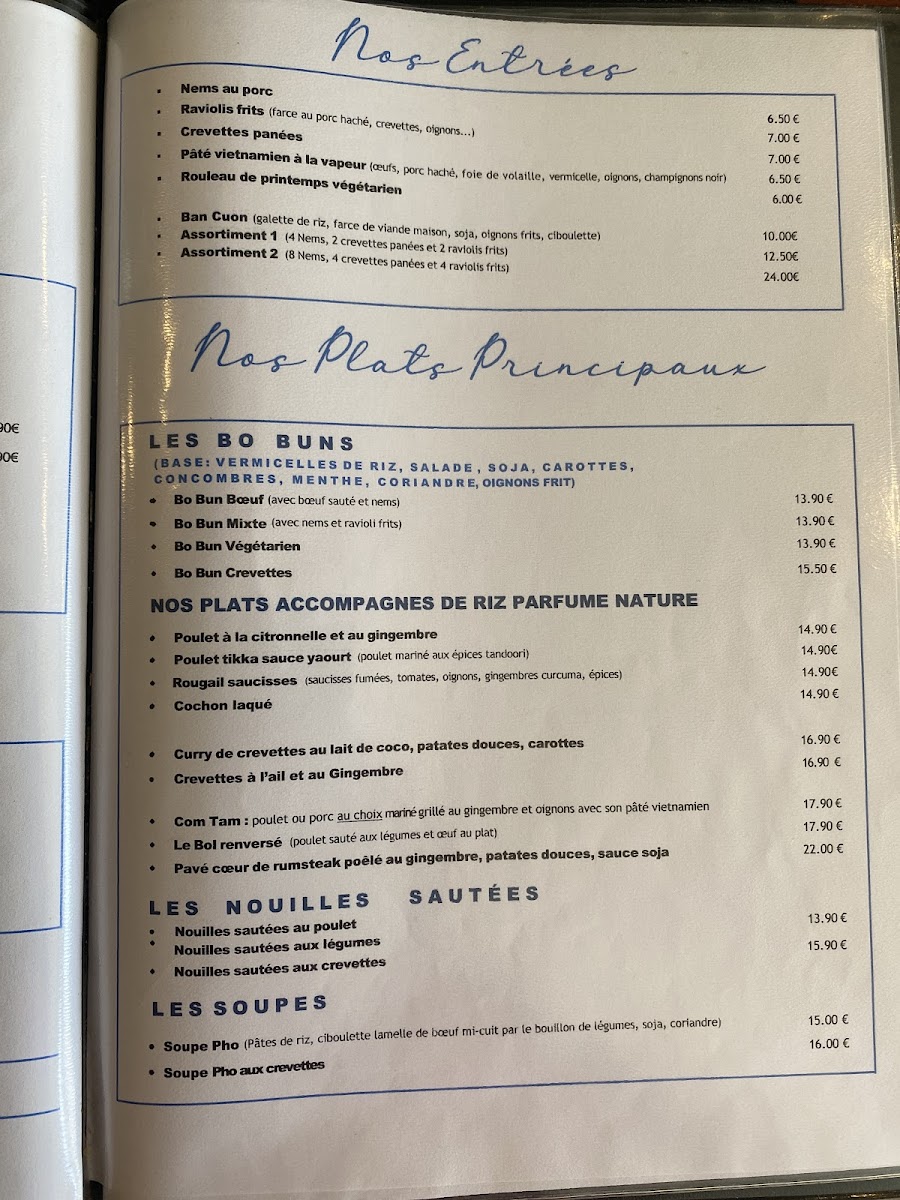 90€
90€
Nos Entrées
▪ Nems au porc 6.50 €
▪ Raviolis frits (farce au porc haché, crevettes, oignons...) 7.00 €
▪ Crevettes panées 7.00 €
▪ Pâté vietnamien à la vapeur (œufs, porc haché, foie de volaille, vermicelle, oignons, champignons noir) 6.50 €
▪ Rouleau de printemps végétarien 6.00 €
▪ Ban Cuon (galette de riz, farce de viande maison, soja, oignons frits, ciboulette) 10.00€
▪ Assortiment 1 (4 Nems, 2 crevettes panées et 2 raviolis frits) 12.50€
▪ Assortiment 2 (8 Nems, 4 crevettes panées et 4 raviolis frits) 24.00€
Nos Plats Principaux
LES BO BUNS
(BASE: VERMICELLES DE RIZ, SALADE, SOJA, CAROTTES,
CONCOMBRES, MENTHE, CORIANDRE, OIGNONS FRIT)
• Bo Bun Bœuf (avec bœuf sauté et nems) 13.90 €
• Bo Bun Mixte (avec nems et ravioli frits) 13.90 €
• Bo Bun Végétarien 13.90 €
• Bo Bun Crevettes 15.50 €
NOS PLATS ACCOMPAGNES DE RIZ PARFUME NATURE
• Poulet à la citronnelle et au gingembre 14.90 €
• Poulet tikka sauce yaourt (poulet mariné aux épices tandoori) 14.90€
• Rougail saucisses (saucisses fumées, tomates, oignons, gingembres curcuma, épices) 14.90€
• Cochon laqué 14.90 €
• Curry de crevettes au lait de coco, patates douces, carottes 16.90 €
• Crevettes à l'ail et au Gingembre 16.90 €
• Com Tam : poulet ou porc au choix mariné grillé au gingembre et oignons avec son pâté vietnamien 17.90 €
• Le Bol renversé (poulet sauté aux légumes et œuf au plat) 17.90 €
• Pavé cœur de rumsteak poêlé au gingembre, patates douces, sauce soja 22.00 €
LES NOUILLES SAUTÉES
• Nouilles sautées au poulet 13.90 €
• Nouilles sautées aux légumes
• Nouilles sautées aux crevettes 15.90 €
LES SOUPES
• Soupe Pho (Pâtes de riz, ciboulette lamelle de bœuf mi-cuit par le bouillon de légumes, soja, coriandre) 15.00 €
• Soupe Pho aux crevettes 16.00 €